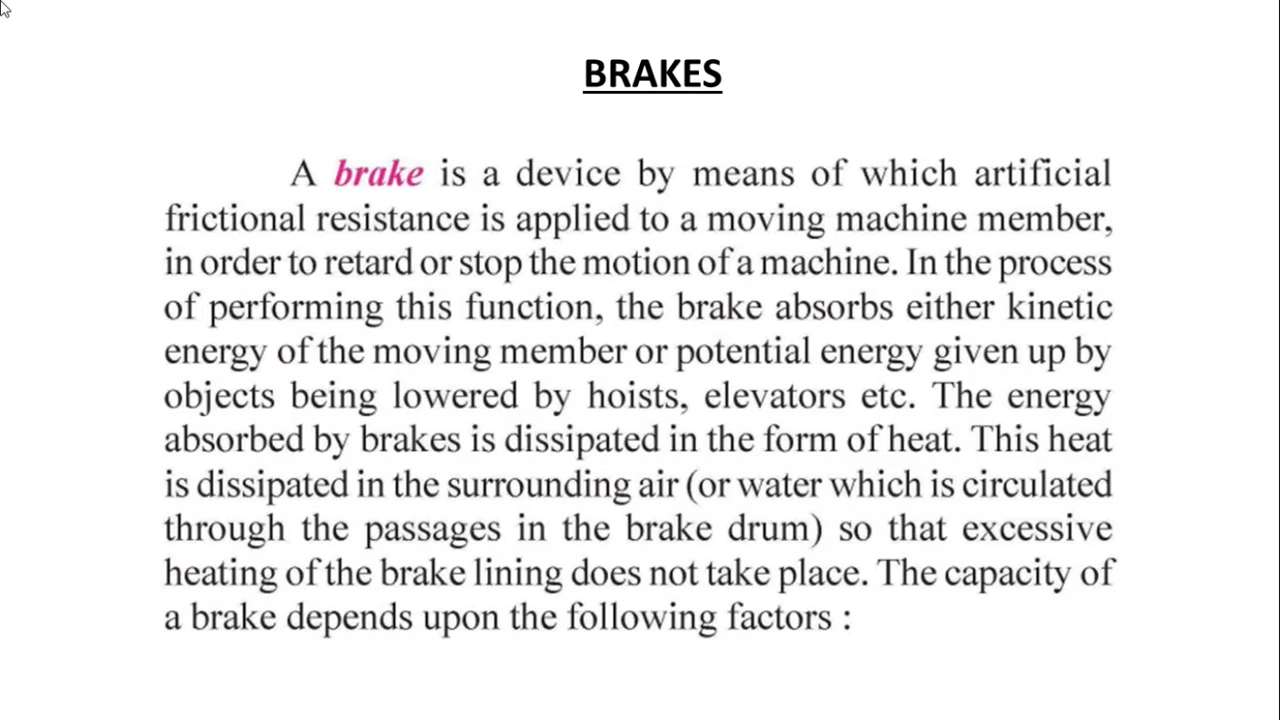 BRAKES
A brake is a device by means of which artificial
frictional resistance is applied to a moving machine member,
in order to retard or stop the motion of a machine. In the process
of performing this function, the brake absorbs either kinetic
energy of the moving member or potential energy given up by
objects being lowered by hoists, elevators etc. The energy
absorbed by brakes is dissipated in the form of heat. This heat
is dissipated in the surrounding air (or water which is circulated
through the passages in the brake drum) so that excessive
heating of the brake lining does not take place. The capacity of
a brake depends upon the following factors :